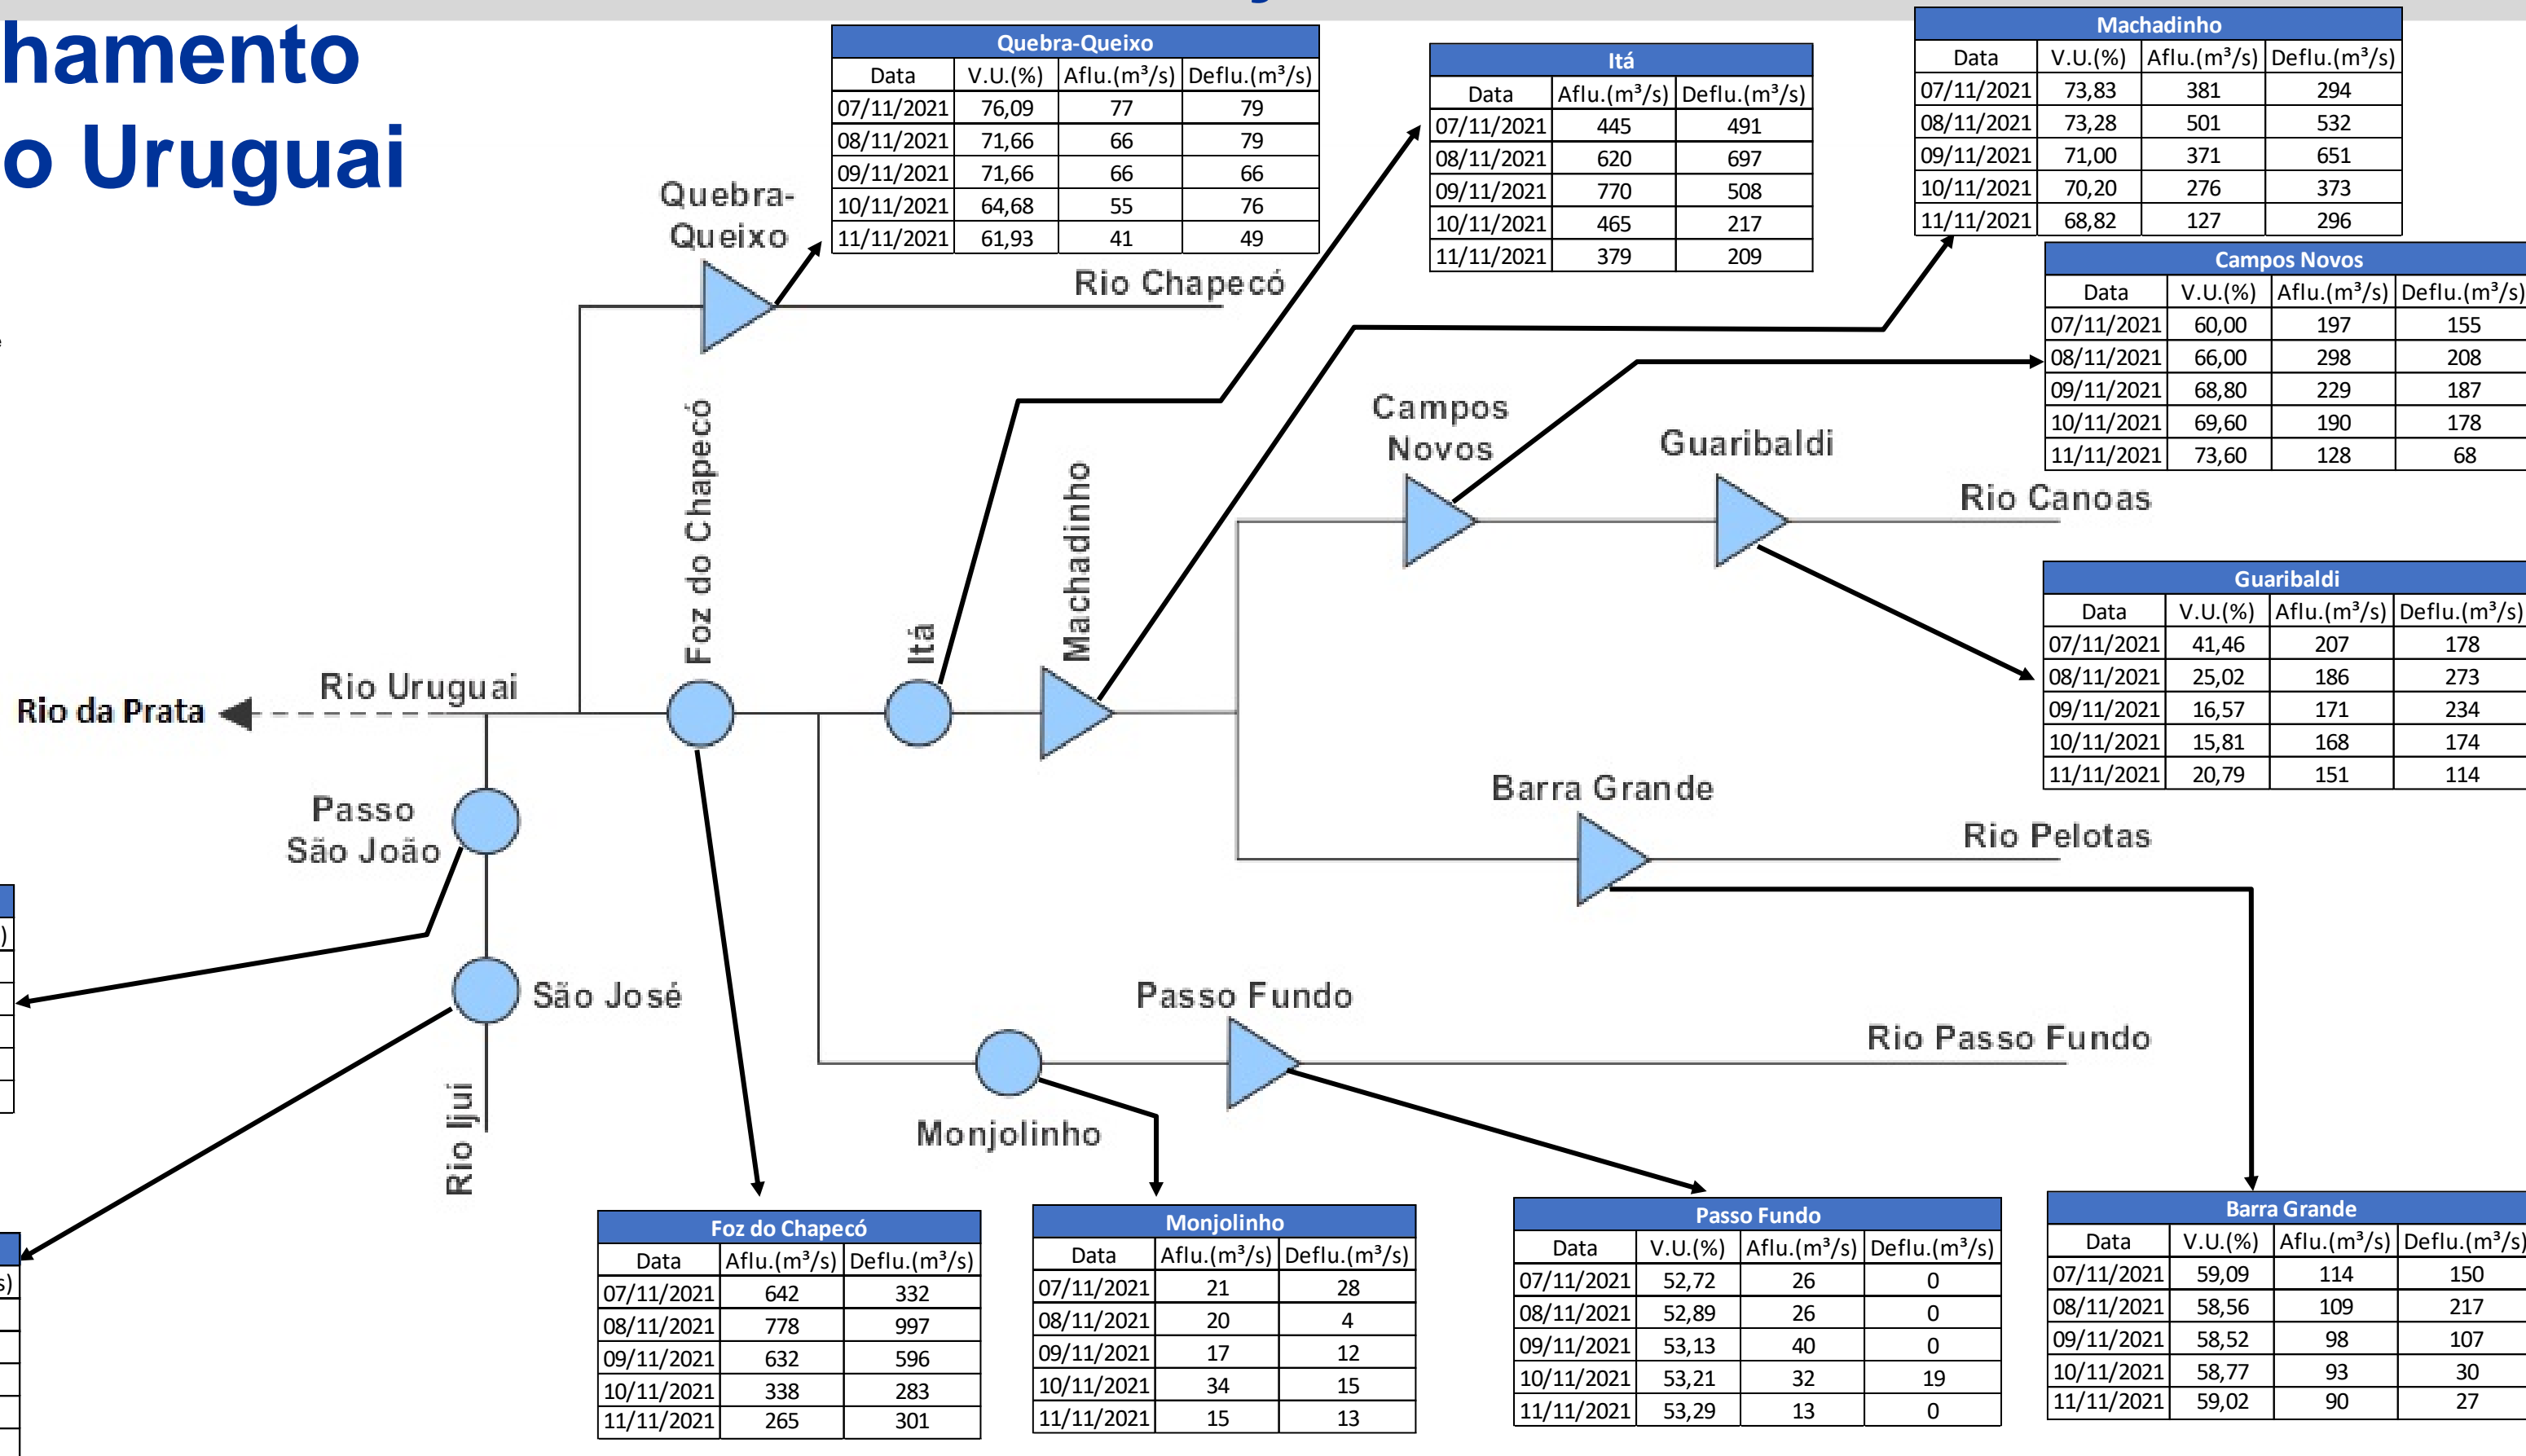 hamento
o Uruguai
Quebra-Queixo
Data V.U.(%) Aflu.(m³/s) Deflu.(m³/s)
07/11/2021 76,09 77 79
08/11/2021 71,66 66 79
09/11/2021 71,66 66 66
10/11/2021 64,68 55 76
11/11/2021 61,93 41 49
Itá
Data Aflu.(m³/s) Deflu.(m³/s)
07/11/2021 445 491
08/11/2021 620 697
09/11/2021 770 508
10/11/2021 465 217
11/11/2021 379 209
Machadinho
Data V.U.(%) Aflu.(m³/s) Deflu.(m³/s)
07/11/2021 73,83 381 294
08/11/2021 73,28 501 532
09/11/2021 71,00 371 651
10/11/2021 70,20 276 373
11/11/2021 68,82 127 296
Campos Novos
Data V.U.(%) Aflu.(m³/s) Deflu.(m³/s)
07/11/2021 60,00 197 155
08/11/2021 66,00 298 208
09/11/2021 68,80 229 187
10/11/2021 69,60 190 178
11/11/2021 73,60 128 68
Quebra-
Queixo
Rio Chapecó
Foz do Chapecó
Itá
Machadinho
Campos
Novos
Guaribaldi
Rio Canoas
Guaribaldi
Data V.U.(%) Aflu.(m³/s) Deflu.(m³/s)
07/11/2021 41,46 207 178
08/11/2021 25,02 186 273
09/11/2021 16,57 171 234
10/11/2021 15,81 168 174
11/11/2021 20,79 151 114
Rio Uruguai
Rio da Prata
Passo
São João
Barra Grande
Rio Pelotas
São José
Rio Ijuí
Passo Fundo
Rio Passo Fundo
Monjolinho
Foz do Chapecó
Data Aflu.(m³/s) Deflu.(m³/s)
07/11/2021 642 332
08/11/2021 778 997
09/11/2021 632 596
10/11/2021 338 283
11/11/2021 265 301
Monjolinho
Data Aflu.(m³/s) Deflu.(m³/s)
07/11/2021 21 28
08/11/2021 20 4
09/11/2021 17 12
10/11/2021 34 15
11/11/2021 15 13
Passo Fundo
Data V.U.(%) Aflu.(m³/s) Deflu.(m³/s)
07/11/2021 52,72 26 0
08/11/2021 52,89 26 0
09/11/2021 53,13 40 0
10/11/2021 53,21 32 19
11/11/2021 53,29 13 0
Barra Grande
Data V.U.(%) Aflu.(m³/s) Deflu.(m³/s)
07/11/2021 59,09 114 150
08/11/2021 58,56 109 217
09/11/2021 58,52 98 107
10/11/2021 58,77 93 30
11/11/2021 59,02 90 27